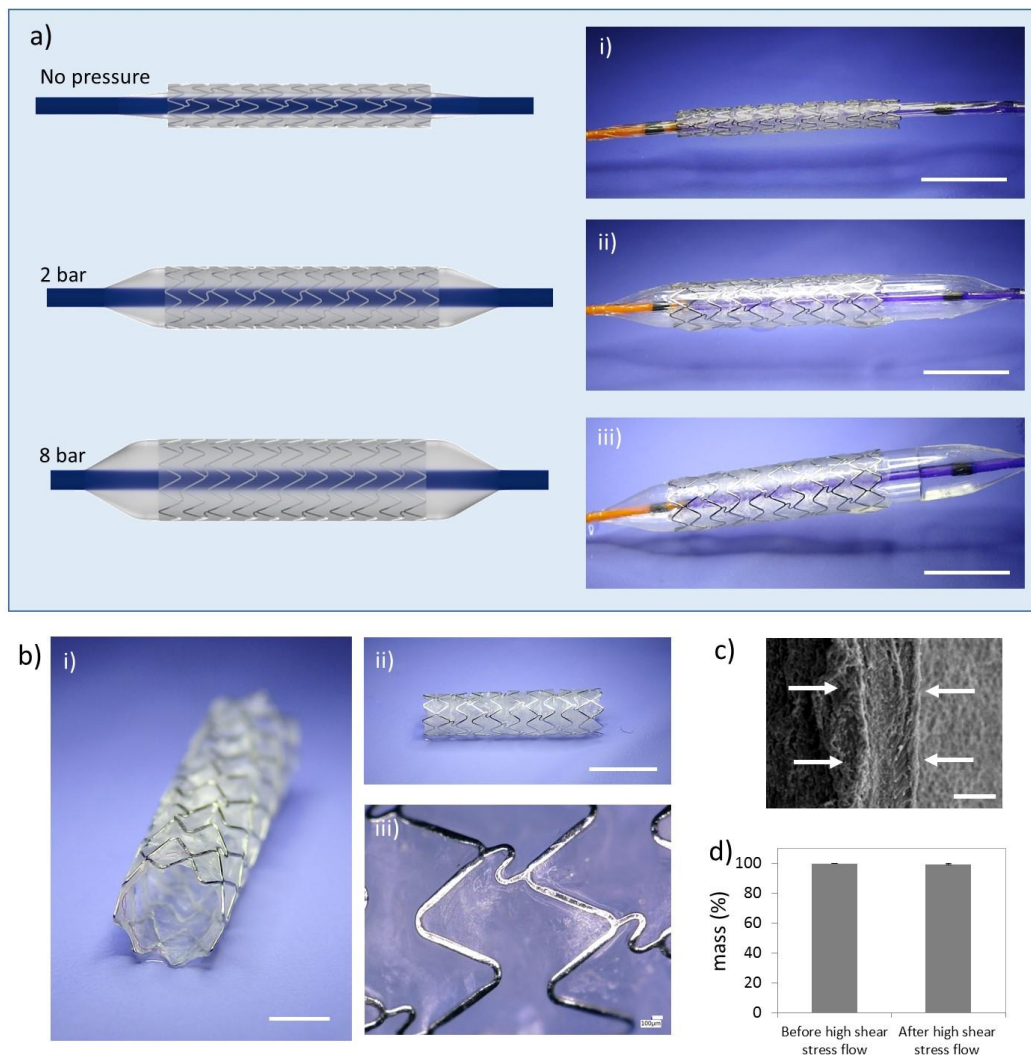 a)
No pressure
i)
2 bar
ii)
8 bar
iii)
b)
i)
ii)
iii)
100µm
c)
d)
mass (%)
100
80
60
40
20
0
Before high shear
stress flow
After high shear
stress flow